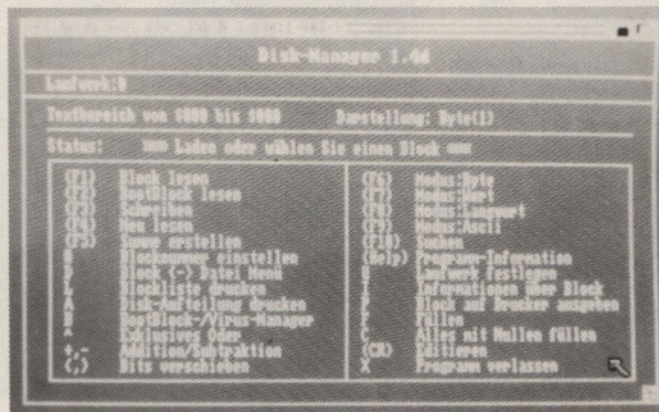 Disk-Manager 1.4d
Laufwerk:0
Textbereich von $000 bis $000 Darstellung: Byte(1)
Status: >>>> Laden oder wählen Sie einen Block <<<<
(F1) Block lesen
(F2) BootBlock lesen
(F3) Schreiben
(F4) Neu lesen
(F5) Summe erstellen
Blocknummer einstellen
Block (-) Datei Menü
L Blockliste drucken
A Disk-Aufteilung drucken
B BootBlock-/Virus-Manager
^ Exklusives Oder
+,- Addition/Subtraktion
(,) Bits verschieben
(F6) Modus:Byte
(F7) Modus:Wort
(F8) Modus:Langwort
(F9) Modus:Ascii
(F10) Suchen
(Help) Programm-Information
Laufwerk festlegen
I Informationen über Block
P Block auf Drucker ausgeben
F Füllen
C Alles mit Nullen füllen
(CR) Editieren
X Programm verlassen